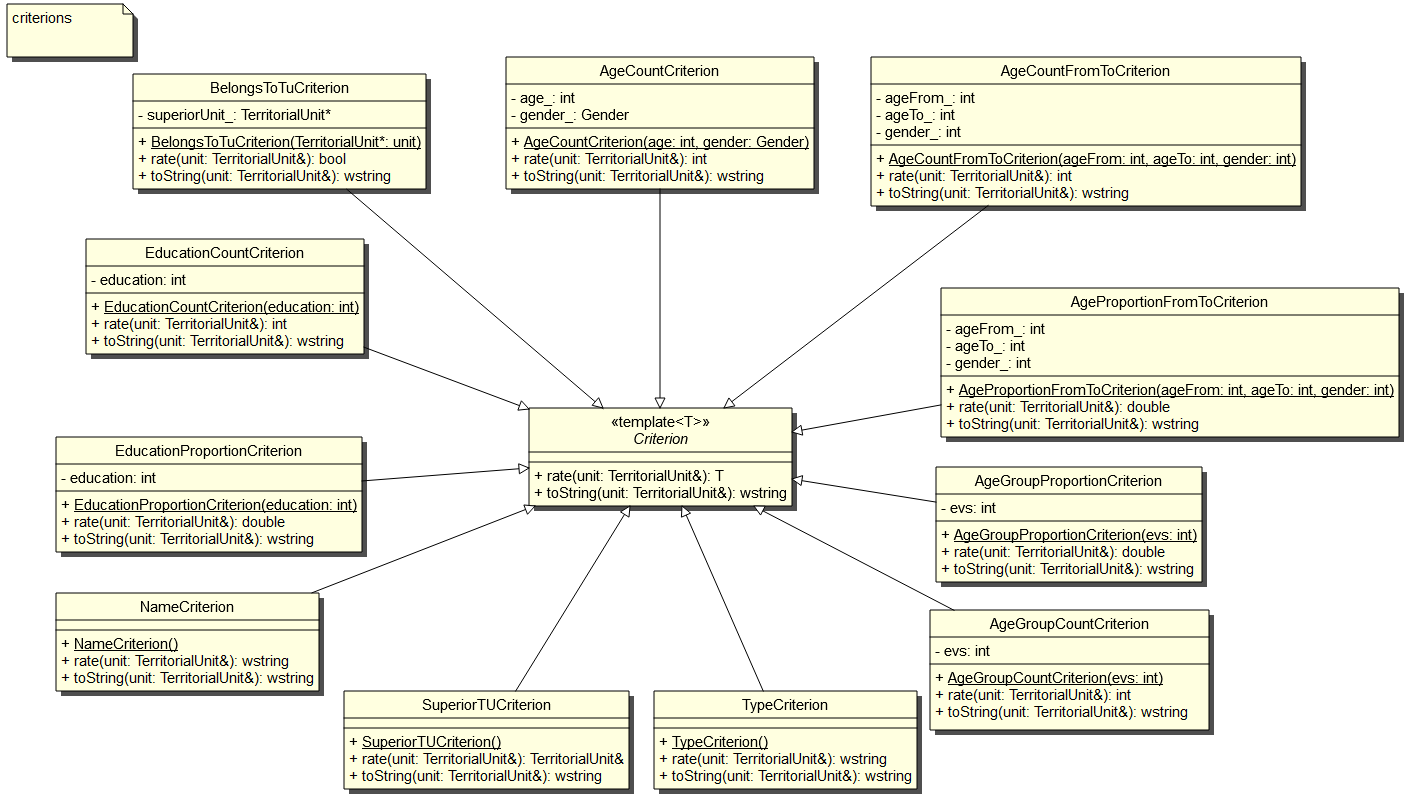 criterions
BelongsToTuCriterion
- superiorUnit_: TerritorialUnit*
+ BelongsToTuCriterion(TerritorialUnit*: unit)
+ rate(unit: TerritorialUnit&): bool
+ toString(unit: TerritorialUnit&): wstring
AgeCountCriterion
- age_: int
- gender_: Gender
+ AgeCountCriterion(age: int, gender: Gender)
+ rate(unit: TerritorialUnit&): int
+ toString(unit: TerritorialUnit&): wstring
AgeCountFromToCriterion
- ageFrom_: int
- ageTo_: int
- gender_: int
+ AgeCountFromToCriterion(ageFrom: int, ageTo: int, gender: int)
+ rate(unit: TerritorialUnit&): int
+ toString(unit: TerritorialUnit&): wstring
EducationCountCriterion
- education: int
+ EducationCountCriterion(education: int)
+ rate(unit: TerritorialUnit&): int
+ toString(unit: TerritorialUnit&): wstring
AgeProportionFromToCriterion
- ageFrom_: int
- ageTo_: int
- gender_: int
+ AgeProportionFromToCriterion(ageFrom: int, ageTo: int, gender: int)
+ rate(unit: TerritorialUnit&): double
+ toString(unit: TerritorialUnit&): wstring
«template<T>»
Criterion
+ rate(unit: TerritorialUnit&): T
+ toString(unit: TerritorialUnit&): wstring
EducationProportionCriterion
- education: int
+ EducationProportionCriterion(education: int)
+ rate(unit: TerritorialUnit&): double
+ toString(unit: TerritorialUnit&): wstring
AgeGroupProportionCriterion
- evs: int
+ AgeGroupProportionCriterion(evs: int)
+ rate(unit: TerritorialUnit&): double
+ toString(unit: TerritorialUnit&): wstring
NameCriterion
+ NameCriterion()
+ rate(unit: TerritorialUnit&): wstring
+ toString(unit: TerritorialUnit&): wstring
AgeGroupCountCriterion
- evs: int
+ AgeGroupCountCriterion(evs: int)
+ rate(unit: TerritorialUnit&): int
+ toString(unit: TerritorialUnit&): wstring
SuperiorTUCriterion
+ SuperiorTUCriterion()
+ rate(unit: TerritorialUnit&): TerritorialUnit&
+ toString(unit: TerritorialUnit&): wstring
TypeCriterion
+ TypeCriterion()
+ rate(unit: TerritorialUnit&): wstring
+ toString(unit: TerritorialUnit&): wstring